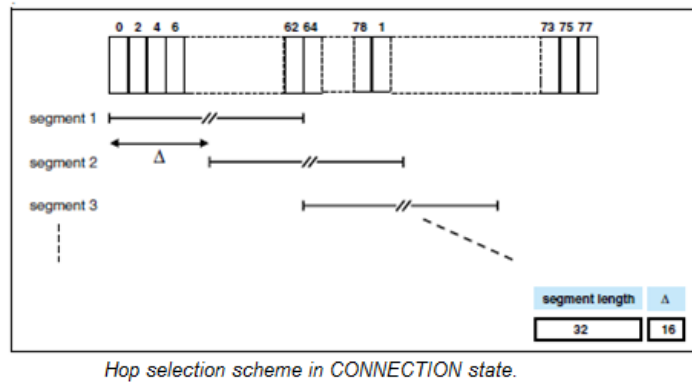 0 2 4 6 62 64 78 1 73 75 77
segment 1
Δ
segment 2
segment 3
segment length Δ
32 16
Hop selection scheme in CONNECTION state.